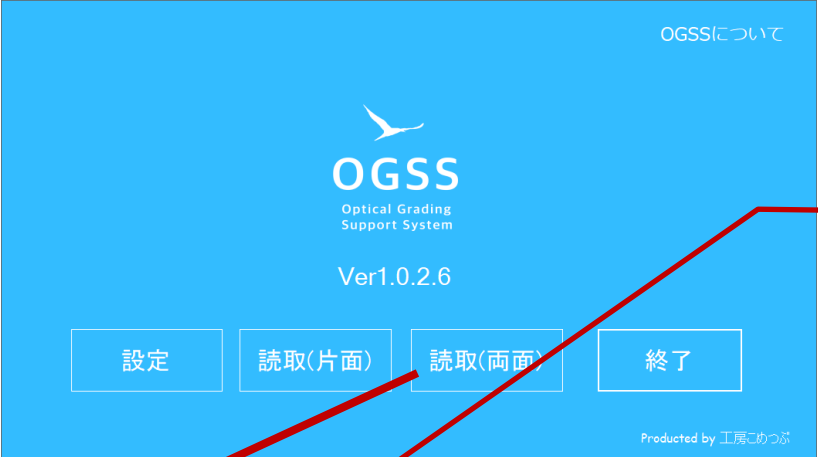 OGSSについて
OGSS
Optical Grading
Support System
Ver1.0.2.6
設定
読取(片面)
読取(両面)
終了
Producted by 工房こめつぶ